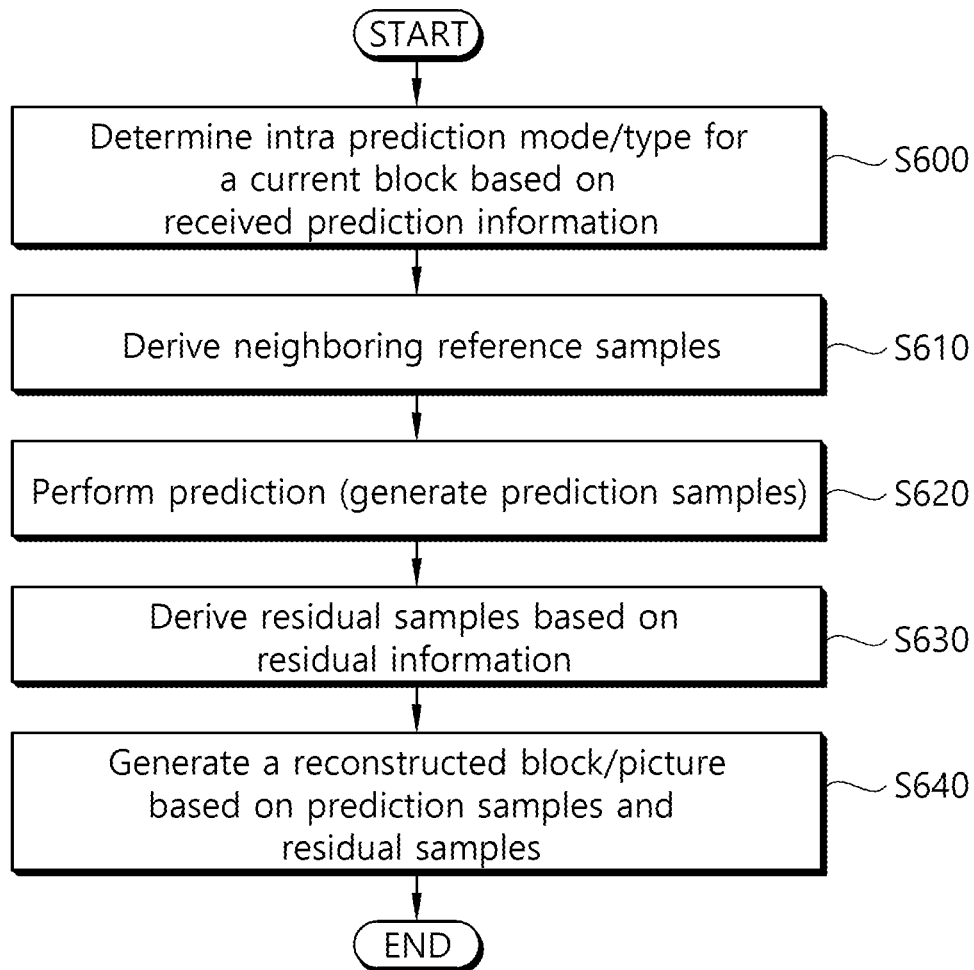 START
Determine intra prediction mode/type for
a current block based on
received prediction information
S600
Derive neighboring reference samples
S610
Perform prediction (generate prediction samples)
S620
Derive residual samples based on
residual information
S630
Generate a reconstructed block/picture
based on prediction samples and
residual samples
S640
END